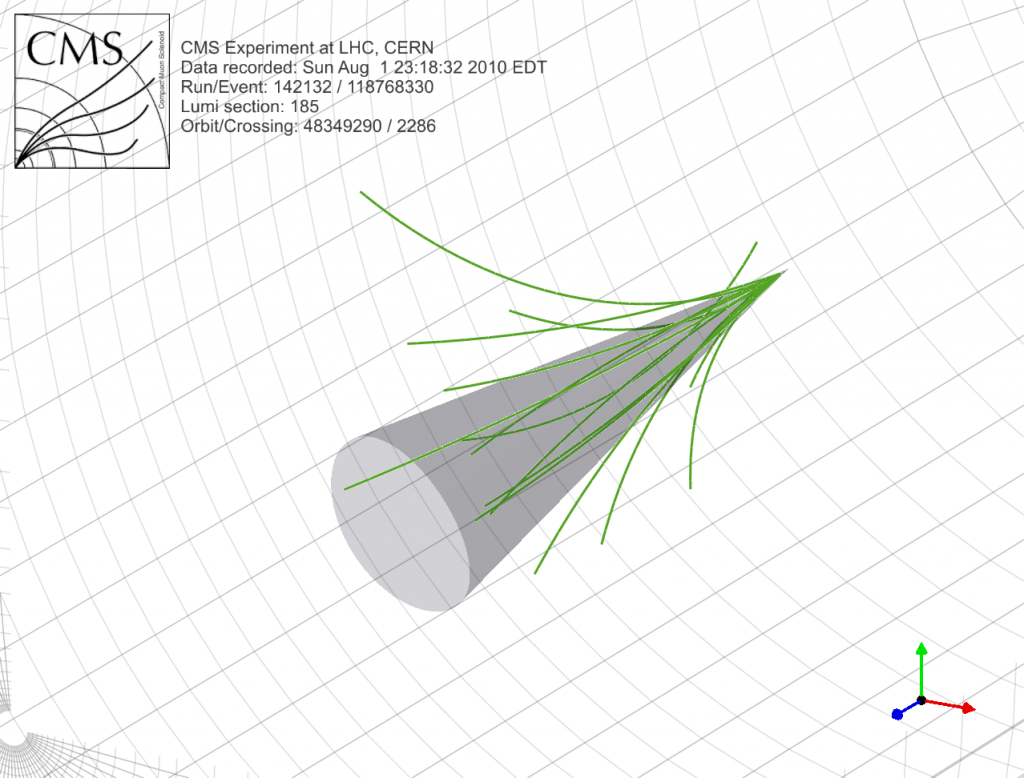 CMS
Compact Muon Solenoid
CMS Experiment at LHC, CERN
Data recorded: Sun Aug  1 23:18:32 2010 EDT
Run/Event: 142132 / 118768330
Lumi section: 185
Orbit/Crossing: 48349290 / 2286